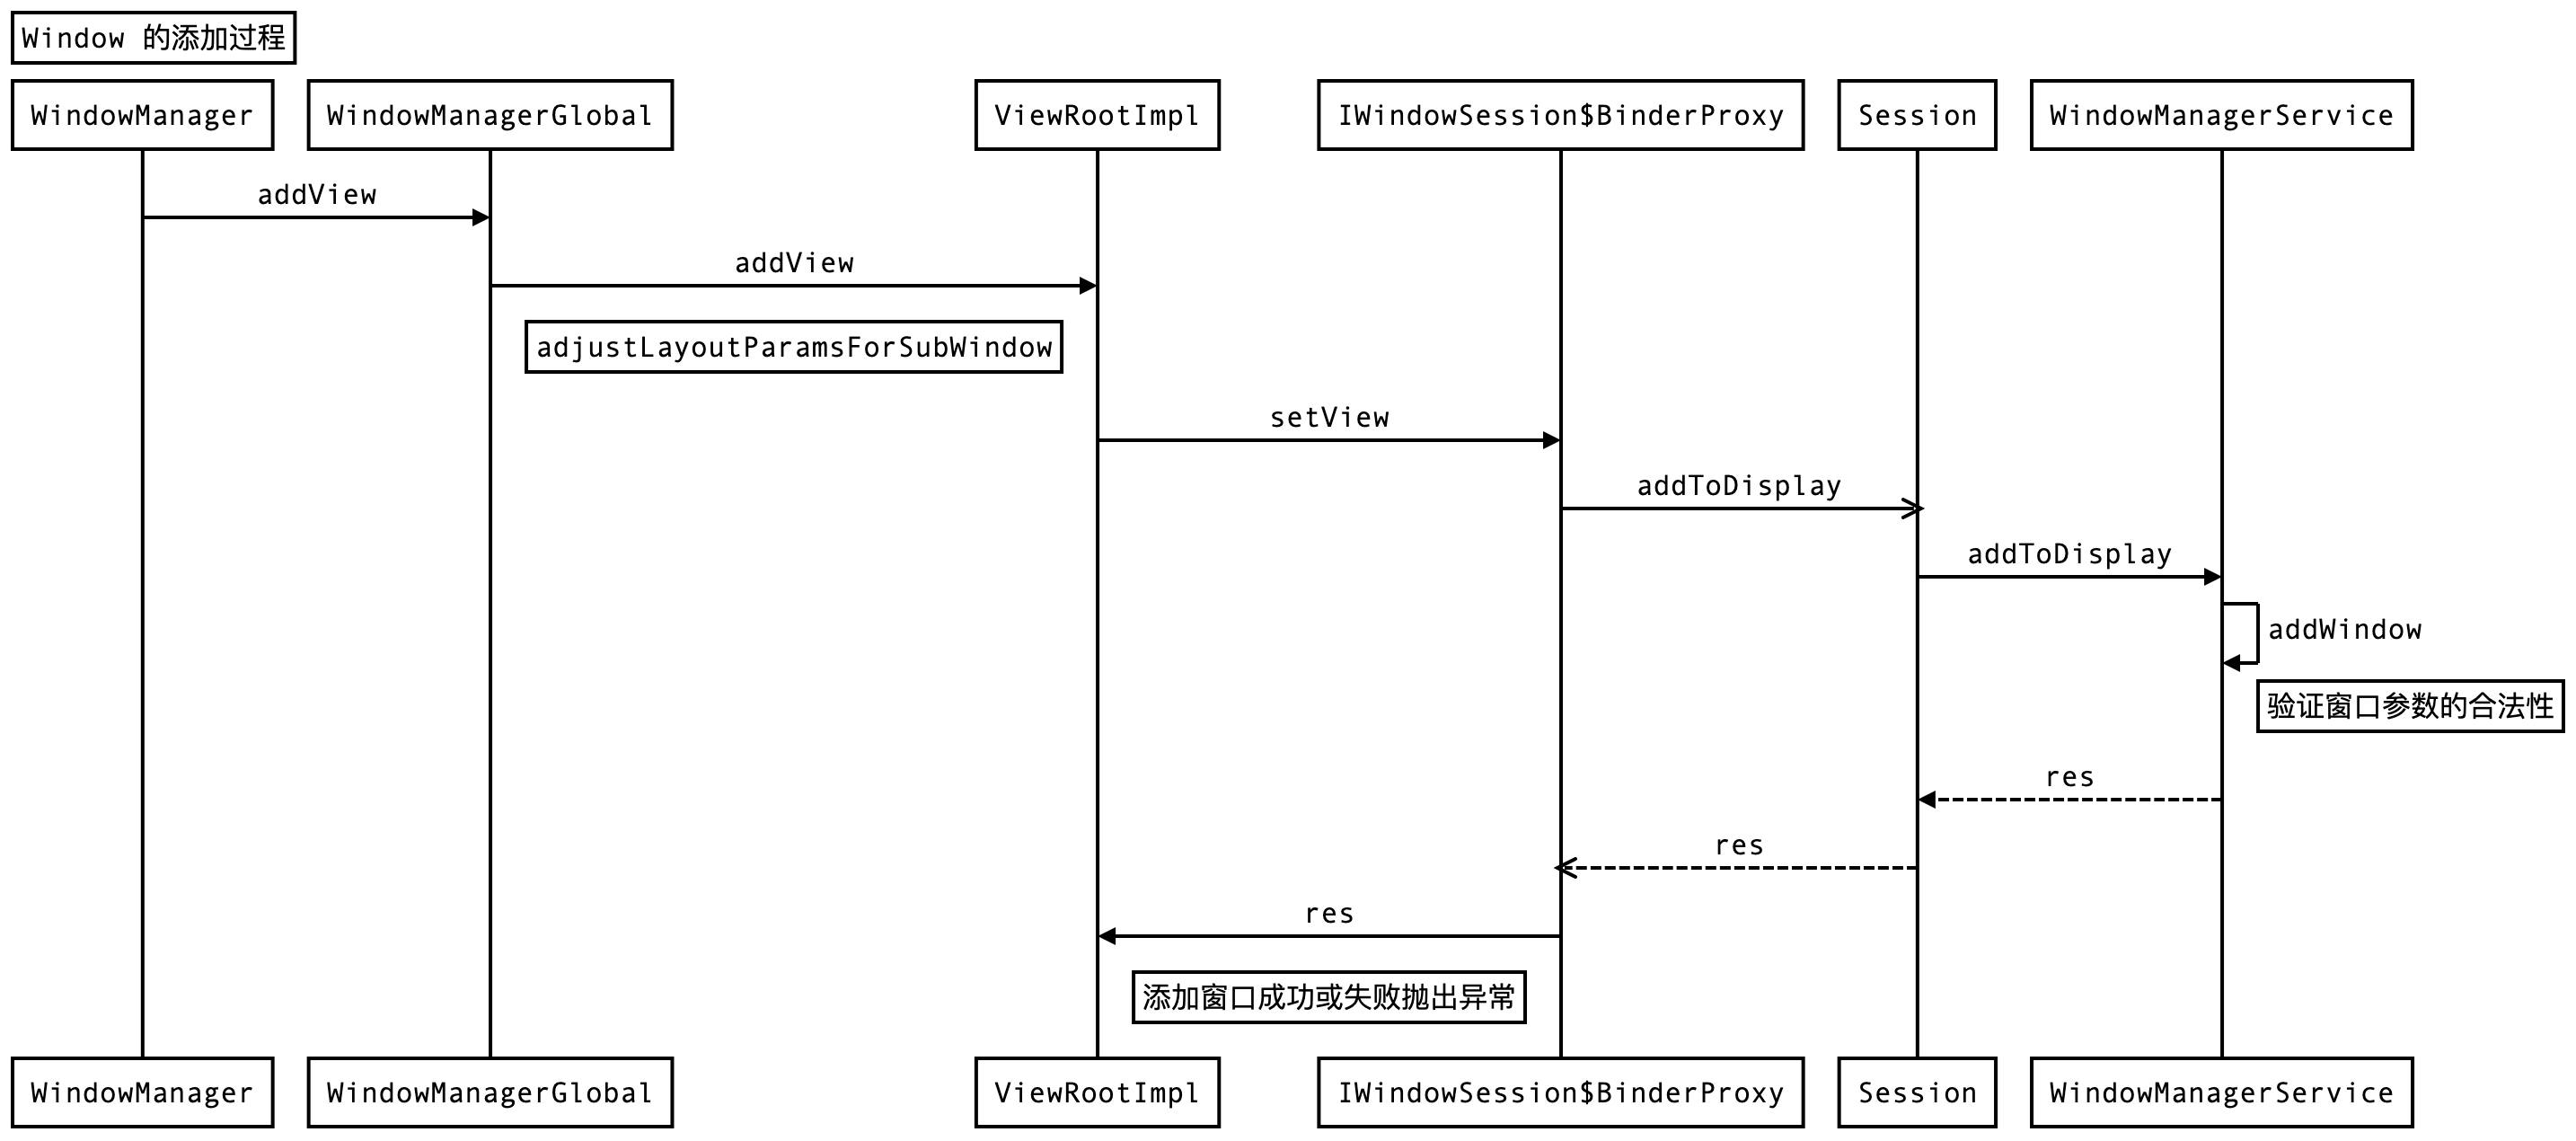 Window 的添加过程
WindowManager
WindowManagerGlobal
ViewRootImpl
IWindowSession$BinderProxy
Session
WindowManagerService
addView
addView
adjustLayoutParamsForSubWindow
setView
addToDisplay
addToDisplay
addWindow
验证窗口参数的合法性
res
res
res
添加窗口成功或失败抛出异常
WindowManager
WindowManagerGlobal
ViewRootImpl
IWindowSession$BinderProxy
Session
WindowManagerService